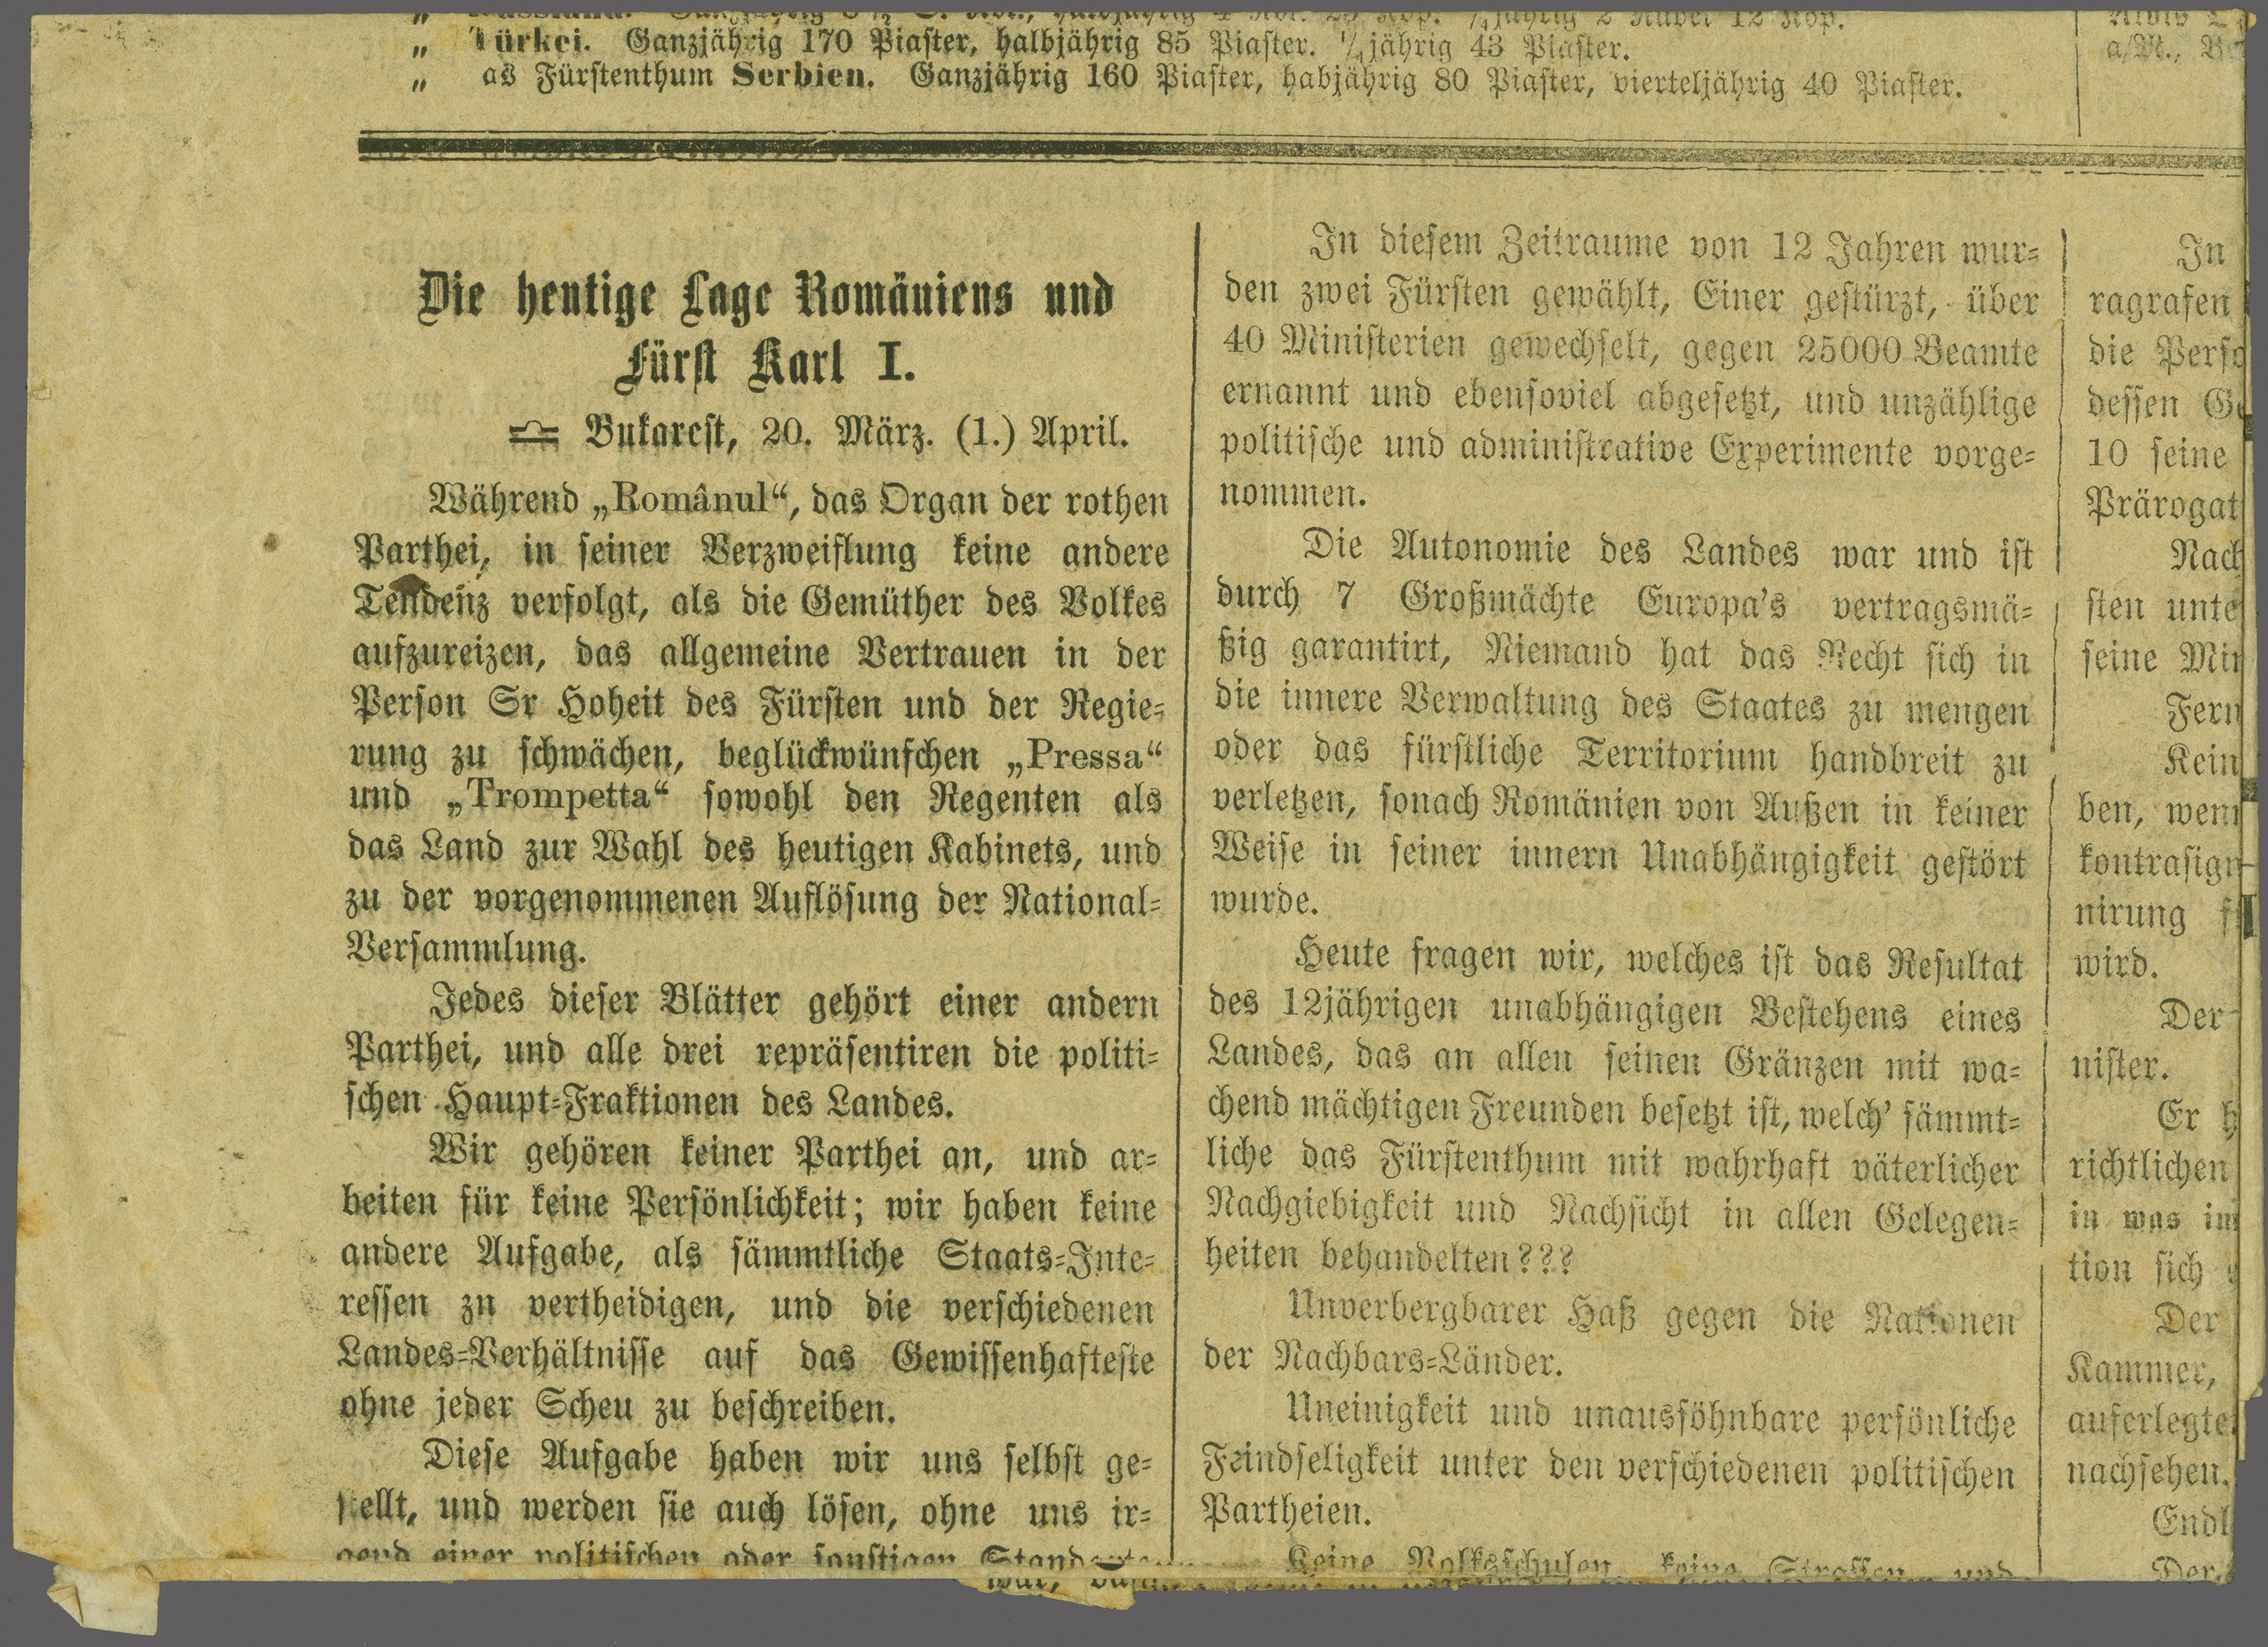 „ Türkei. Ganzjährig 170 Piaster, halbjährig 85 Piaster. ¼jährig 43 Piaster.
„ as Fürstenthum Serbien. Ganzjährig 160 Piaster, habjährig 80 Piaster, vierteljährig 40 Piaster.
Die heutige Lage Romäniens und
Fürst Karl I.
Bukarest, 20. März. (1.) April.
Während „Românul“, das Organ der rothen
Parthei, in seiner Verzweiflung keine andere
Tendenz verfolgt, als die Gemüther des Volkes
aufzureizen, das allgemeine Vertrauen in der
Person Sr Hoheit des Fürsten und der Regie-
rung zu schwächen, beglückwünschen „Pressa“
und „Trompetta“ sowohl den Regenten als
das Land zur Wahl des heutigen Kabinets, und
zu der vorgenommenen Auflösung der National-
Versammlung.
Jedes dieser Blätter gehört einer andern
Parthei, und alle drei repräsentiren die politi-
schen Haupt-Fraktionen des Landes.
Wir gehören keiner Parthei an, und ar-
beiten für keine Persönlichkeit; wir haben keine
andere Aufgabe, als sämmtliche Staats-Inte-
ressen zu vertheidigen, und die verschiedenen
Landes-Verhältnisse auf das Gewissenhafteste
ohne jeder Scheu zu beschreiben.
Diese Aufgabe haben wir uns selbst ge-
stellt, und werden sie auch lösen, ohne uns ir-
gend einer politischen oder sonstigen
In diesem Zeitraume von 12 Jahren wur-
den zwei Fürsten gewählt, Einer gestürzt, über
40 Ministerien gewechselt, gegen 25000 Beamte
ernannt und ebensoviel abgesetzt, und unzählige
politische und administrative Experimente vorge-
nommen.
Die Autonomie des Landes war und ist
durch 7 Großmächte Europa's vertragsmä-
ßig garantirt, Niemand hat das Recht sich in
die innere Verwaltung des Staates zu mengen
oder das fürstliche Territorium handbreit zu
verletzen, sonach Romänien von Außen in keiner
Weise in seiner innern Unabhängigkeit gestört
wurde.
Heute fragen wir, welches ist das Resultat
des 12jährigen unabhängigen Bestehens eines
Landes, das an allen seinen Gränzen mit wa-
chend mächtigen Freunden besetzt ist, welch' sämmt-
liche das Fürstenthum mit wahrhaft väterlicher
Nachgiebigkeit und Nachsicht in allen Gelegen-
heiten behandelten???
Unverbergbarer Haß gegen die Nationen
der Nachbars-Länder.
Uneinigkeit und unaussöhnbare persönliche
Feindseligkeit unter den verschiedenen politischen
Partheien.
Keine Volksschulen, keine Strassen und
In
ragrafen
die Perso
dessen Ge
10 seine
Prärogat
Nach
sten unte
seine Min
Fern
Kein
ben, wenn
kontrasign
nirung
wird.
Der
nister.
Er h
richtlichen
in was im
tion sich
Der
Kammer,
auferlegte
nachsehen.
Endl
Der